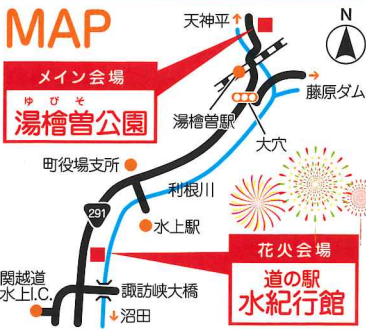 MAP
天神平
N
メイン会場
ゆびそ
湯檜曽公園
藤原ダム
湯檜曽駅
大穴
町役場支所
利根川
291
水上駅
花火会場
道の駅
水紀行館
関越道
水上I.C.
諏訪峡大橋
沼田